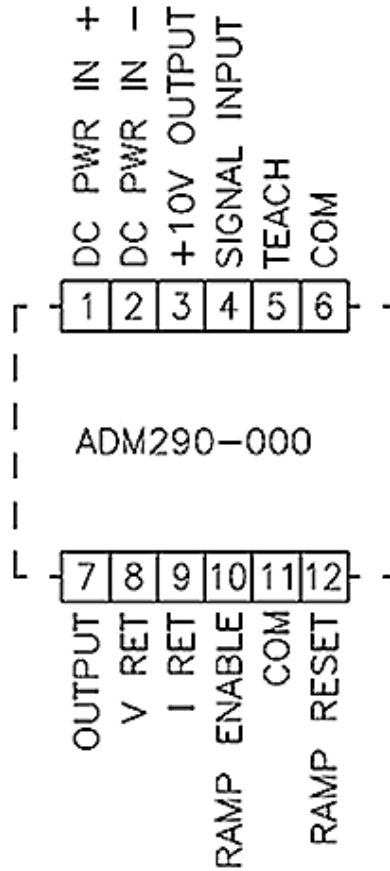 DC PWR IN +
DC PWR IN -
+10V OUTPUT
SIGNAL INPUT
TEACH
COM
1 2 3 4 5 6
ADM290-000
7 8 9 10 11 12
OUTPUT
V RET
I RET
RAMP ENABLE
COM
RAMP RESET